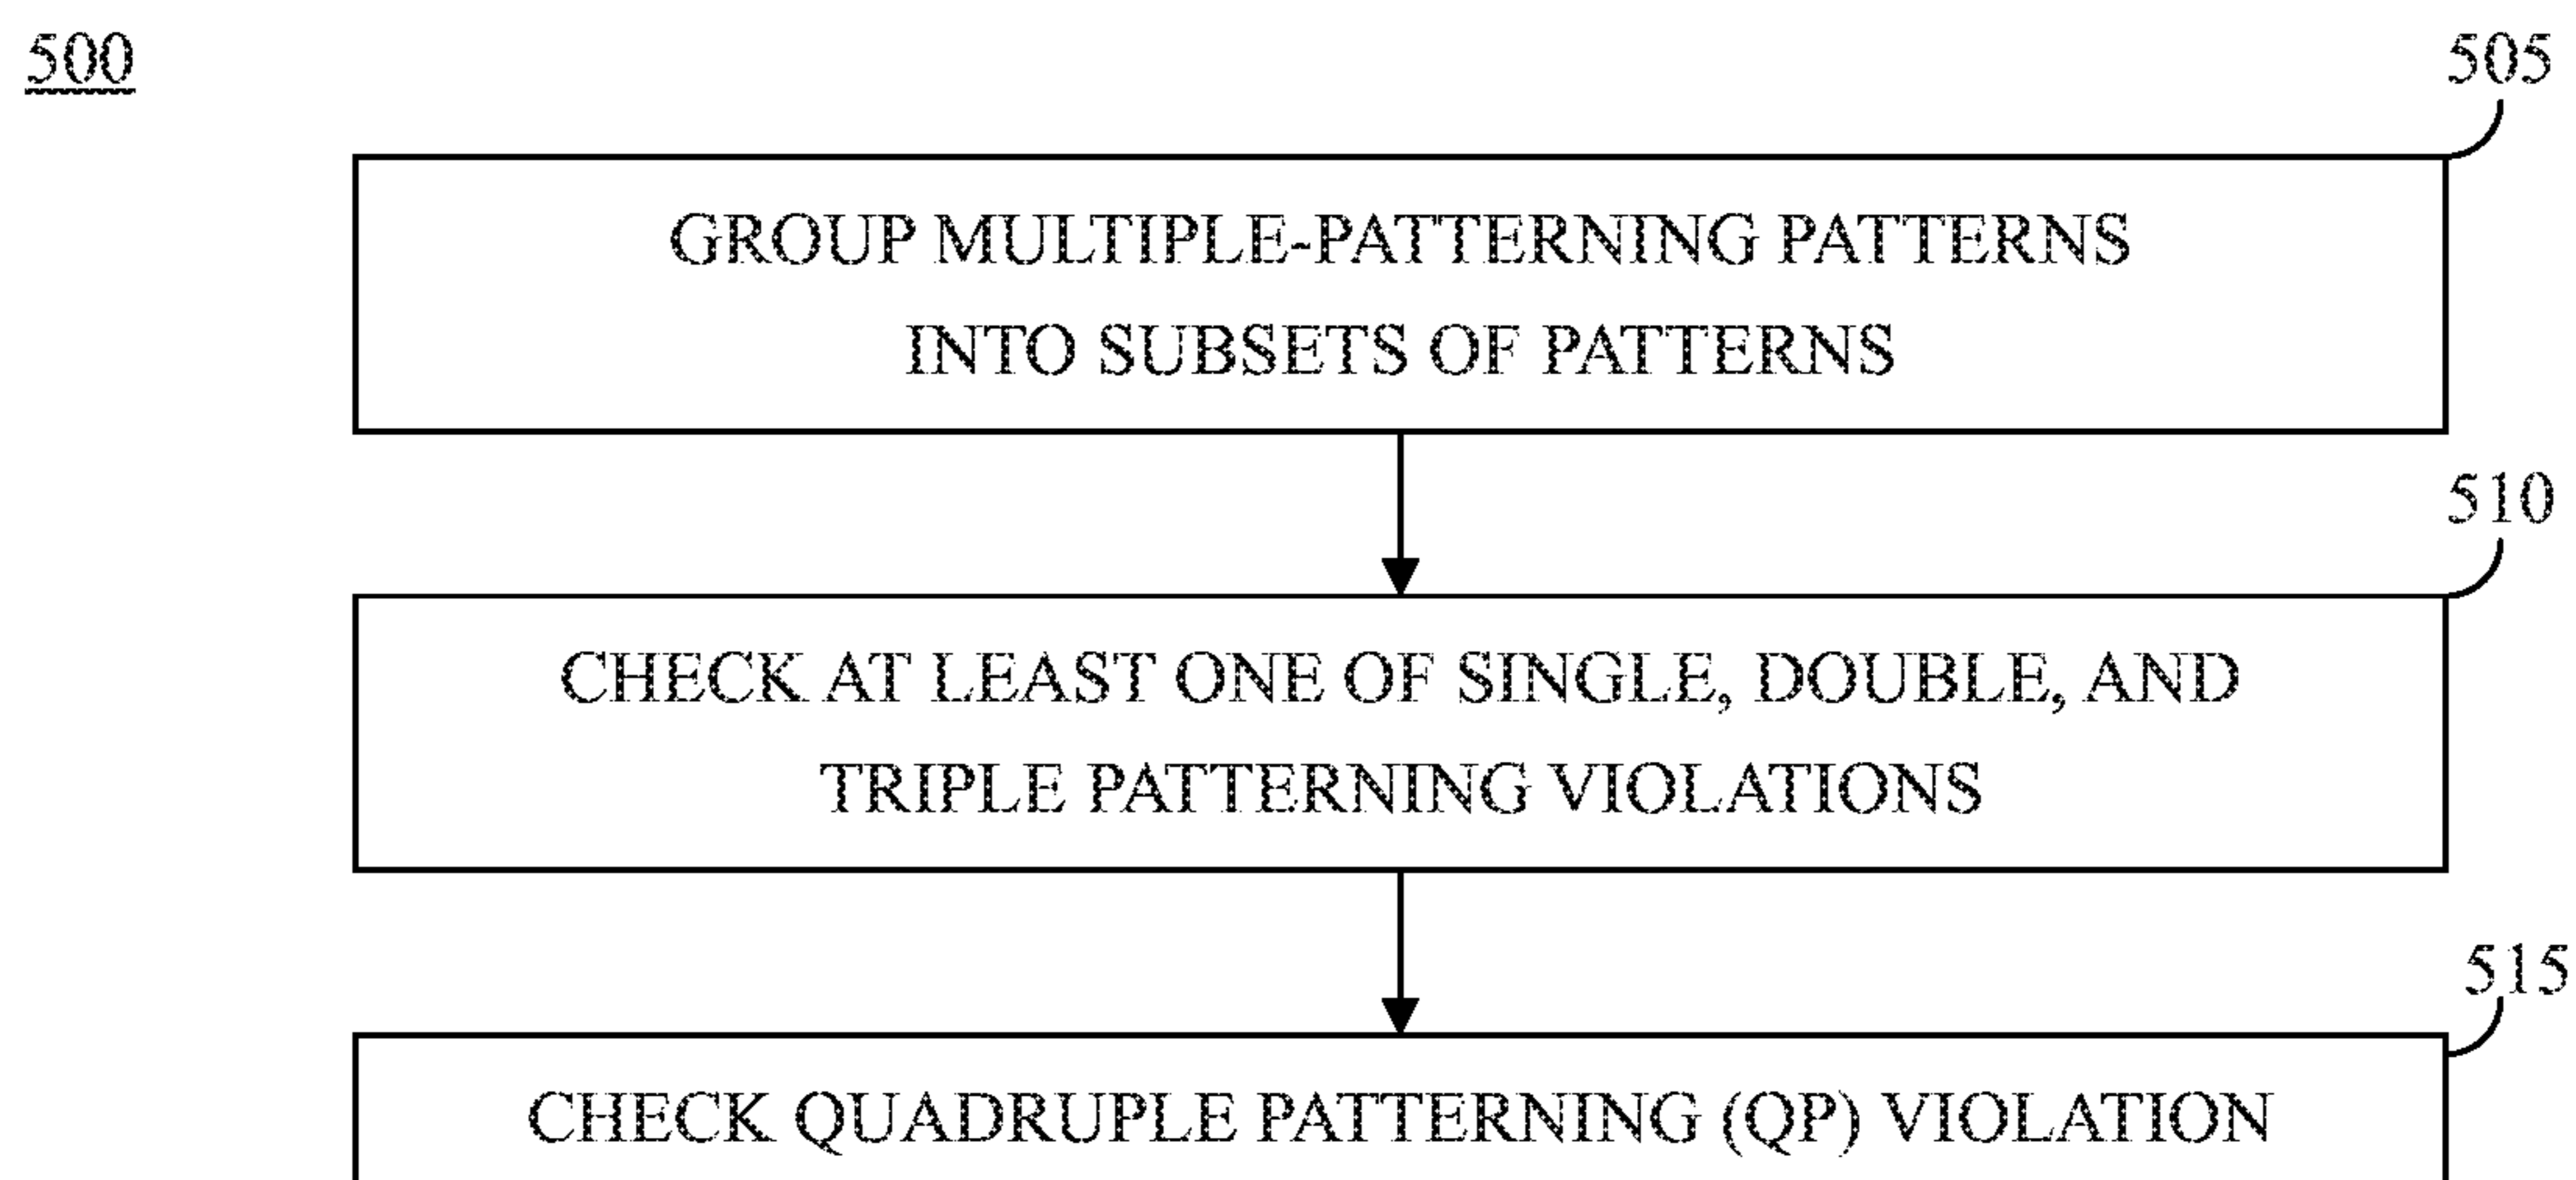 500
505
GROUP MULTIPLE-PATTERNING PATTERNS
INTO SUBSETS OF PATTERNS
510
CHECK AT LEAST ONE OF SINGLE, DOUBLE, AND
TRIPLE PATTERNING VIOLATIONS
515
CHECK QUADRUPLE PATTERNING (QP) VIOLATION